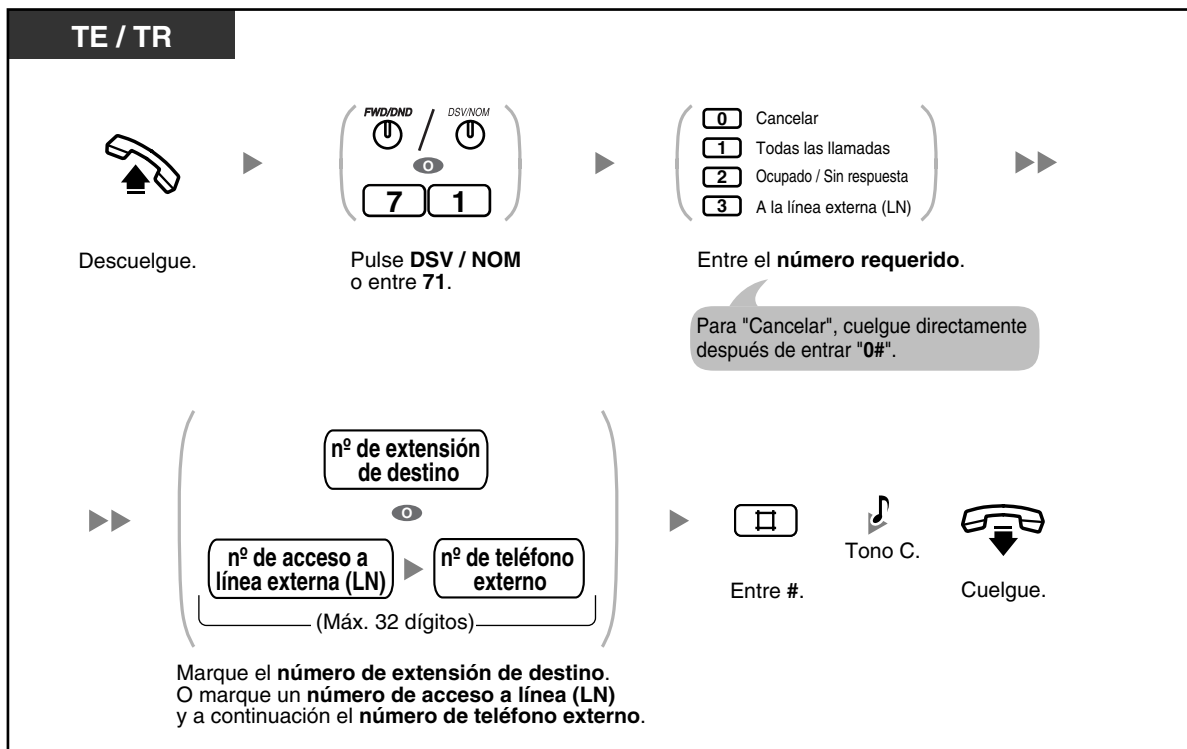 TE / TR
FWD/DND
DSV/NOM
/
O
7 1
0 Cancelar
1 Todas las llamadas
2 Ocupado / Sin respuesta
3 A la línea externa (LN)
Descuelgue.
Pulse DSV / NOM
o entre 71.
Entre el número requerido.
Para "Cancelar", cuelgue directamente
después de entrar "0#".
nº de extensión
de destino
O
nº de acceso a
línea externa (LN)
nº de teléfono
externo
(Máx. 32 dígitos)
Marque el número de extensión de destino.
O marque un número de acceso a línea (LN)
y a continuación el número de teléfono externo.
#
Entre #.
Tono C.
Cuelgue.